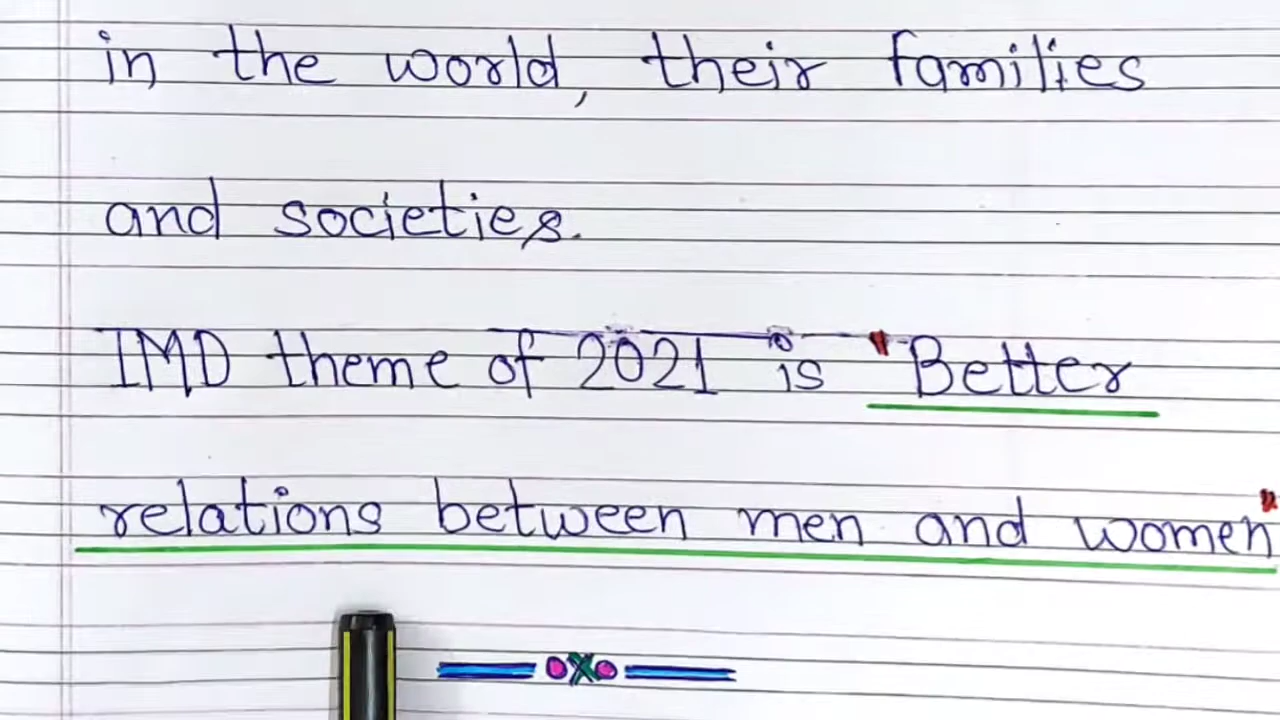 in the world, their families
and societies.
IMD theme of 2021 is "Better
relations between men and women"